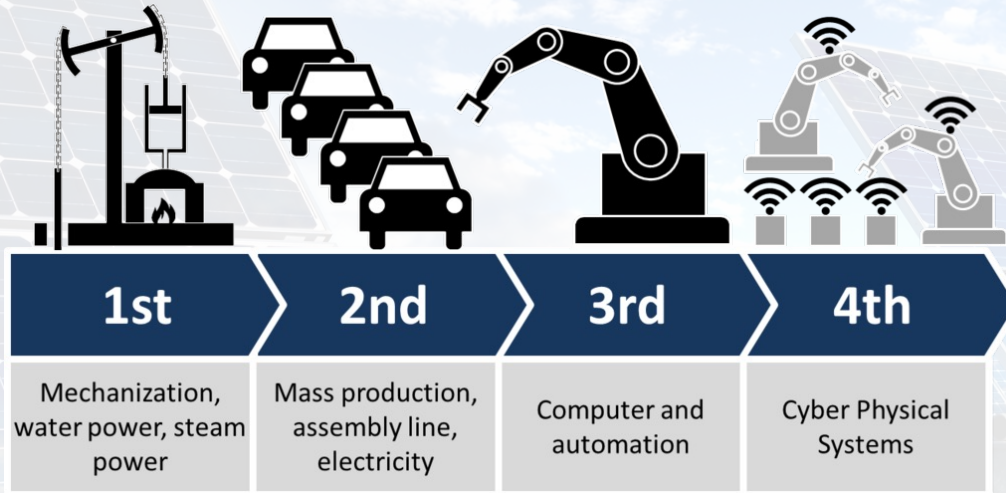 1st
2nd
3rd
4th
Mechanization,
water power, steam
power
Mass production,
assembly line,
electricity
Computer and
automation
Cyber Physical
Systems